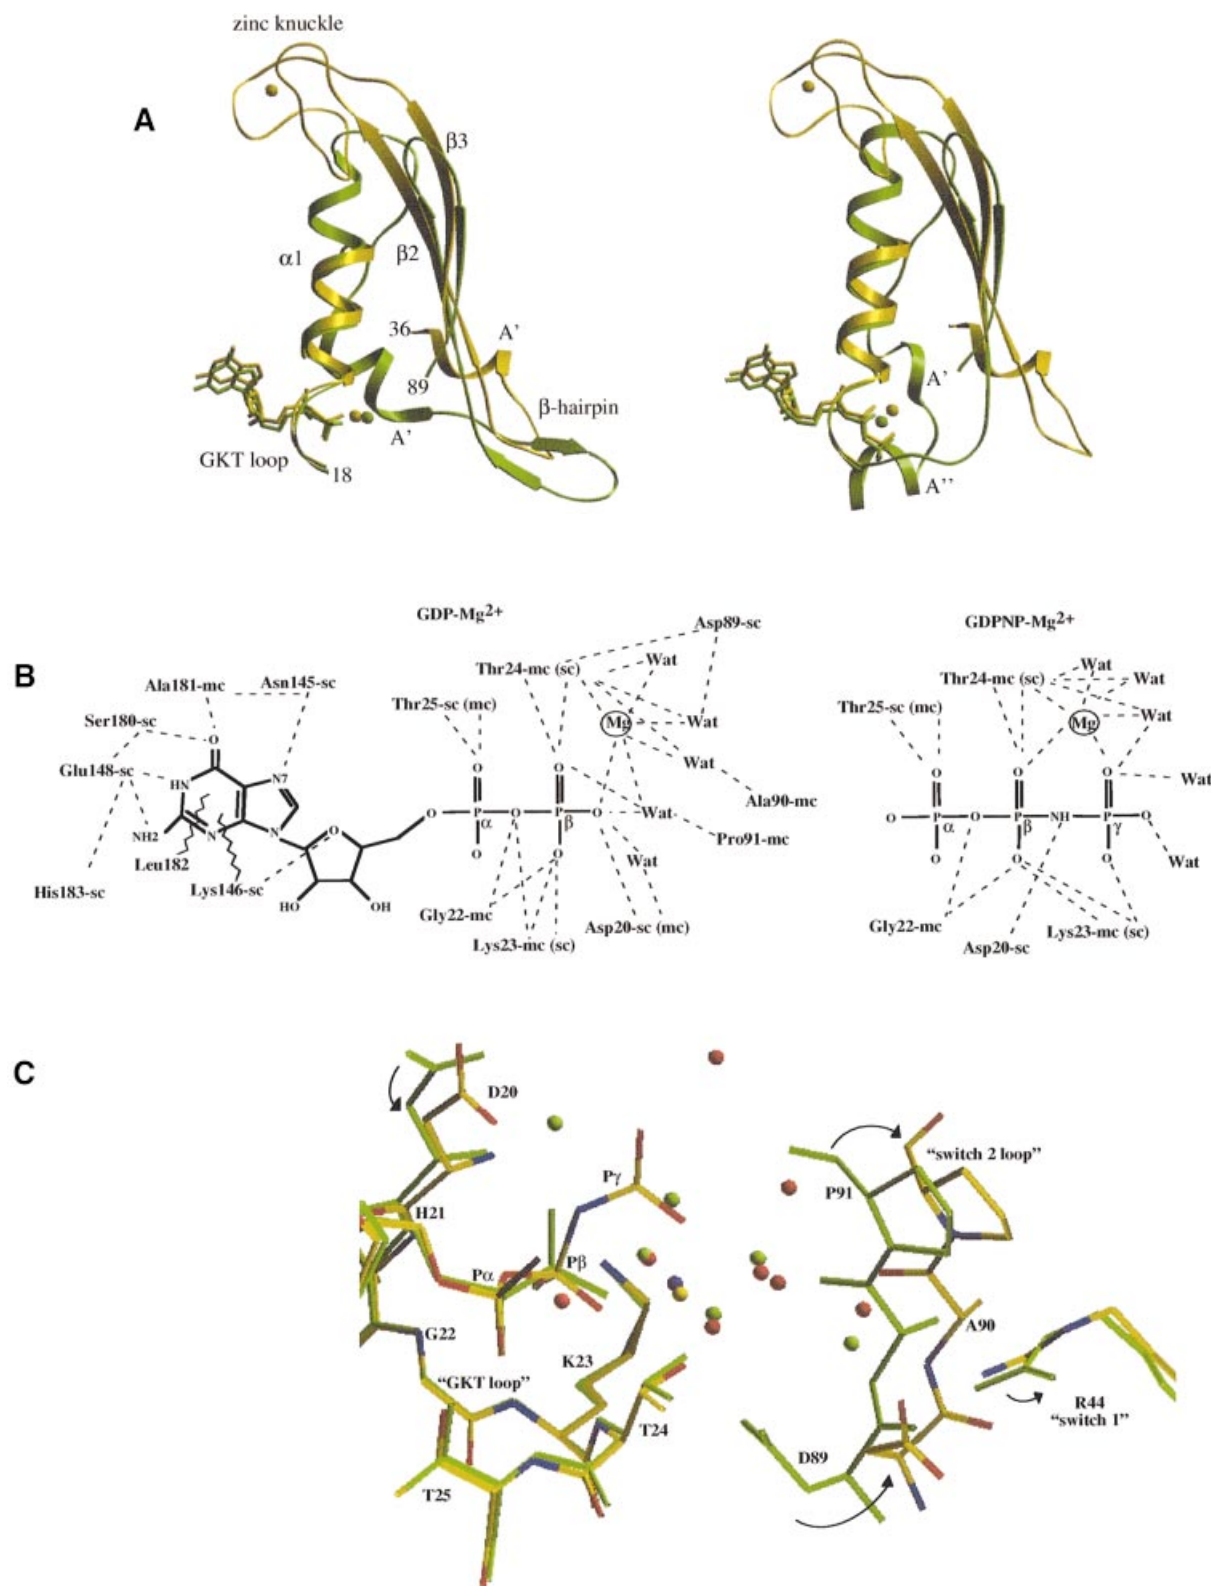 zinc knuckle
A
β3
α1
β2
36
A'
89
β-hairpin
A'
GKT loop
18
A'
A''
B
GDP-Mg2+
GDPNP-Mg2+
Asp89-sc
Ala181-mc
Asn145-sc
Thr24-mc (sc)
Wat
Thr24-mc (sc)
Wat
Wat
Ser180-sc
Thr25-sc (mc)
Mg
Wat
Thr25-sc (mc)
Mg
Wat
O
Glu148-sc
HN
N7
O
O
Wat
O
O
O
Wat
Ala90-mc
NH2
N
N
O
O
P
O
P
O
Wat
O
P
O
P
NH
P
O
α
β
α
β
γ
Pro91-mc
Leu182
O
O
Wat
O
O
O
Wat
His183-sc
Lys146-sc
HO
OH
Gly22-mc
Asp20-sc (mc)
Gly22-mc
Lys23-mc (sc)
Asp20-sc
Lys23-mc (sc)
C
D20
Pγ
"switch 2 loop"
P91
H21
Pα
Pβ
G22
K23
A90
"GKT loop"
R44
"switch 1"
T24
D89
T25